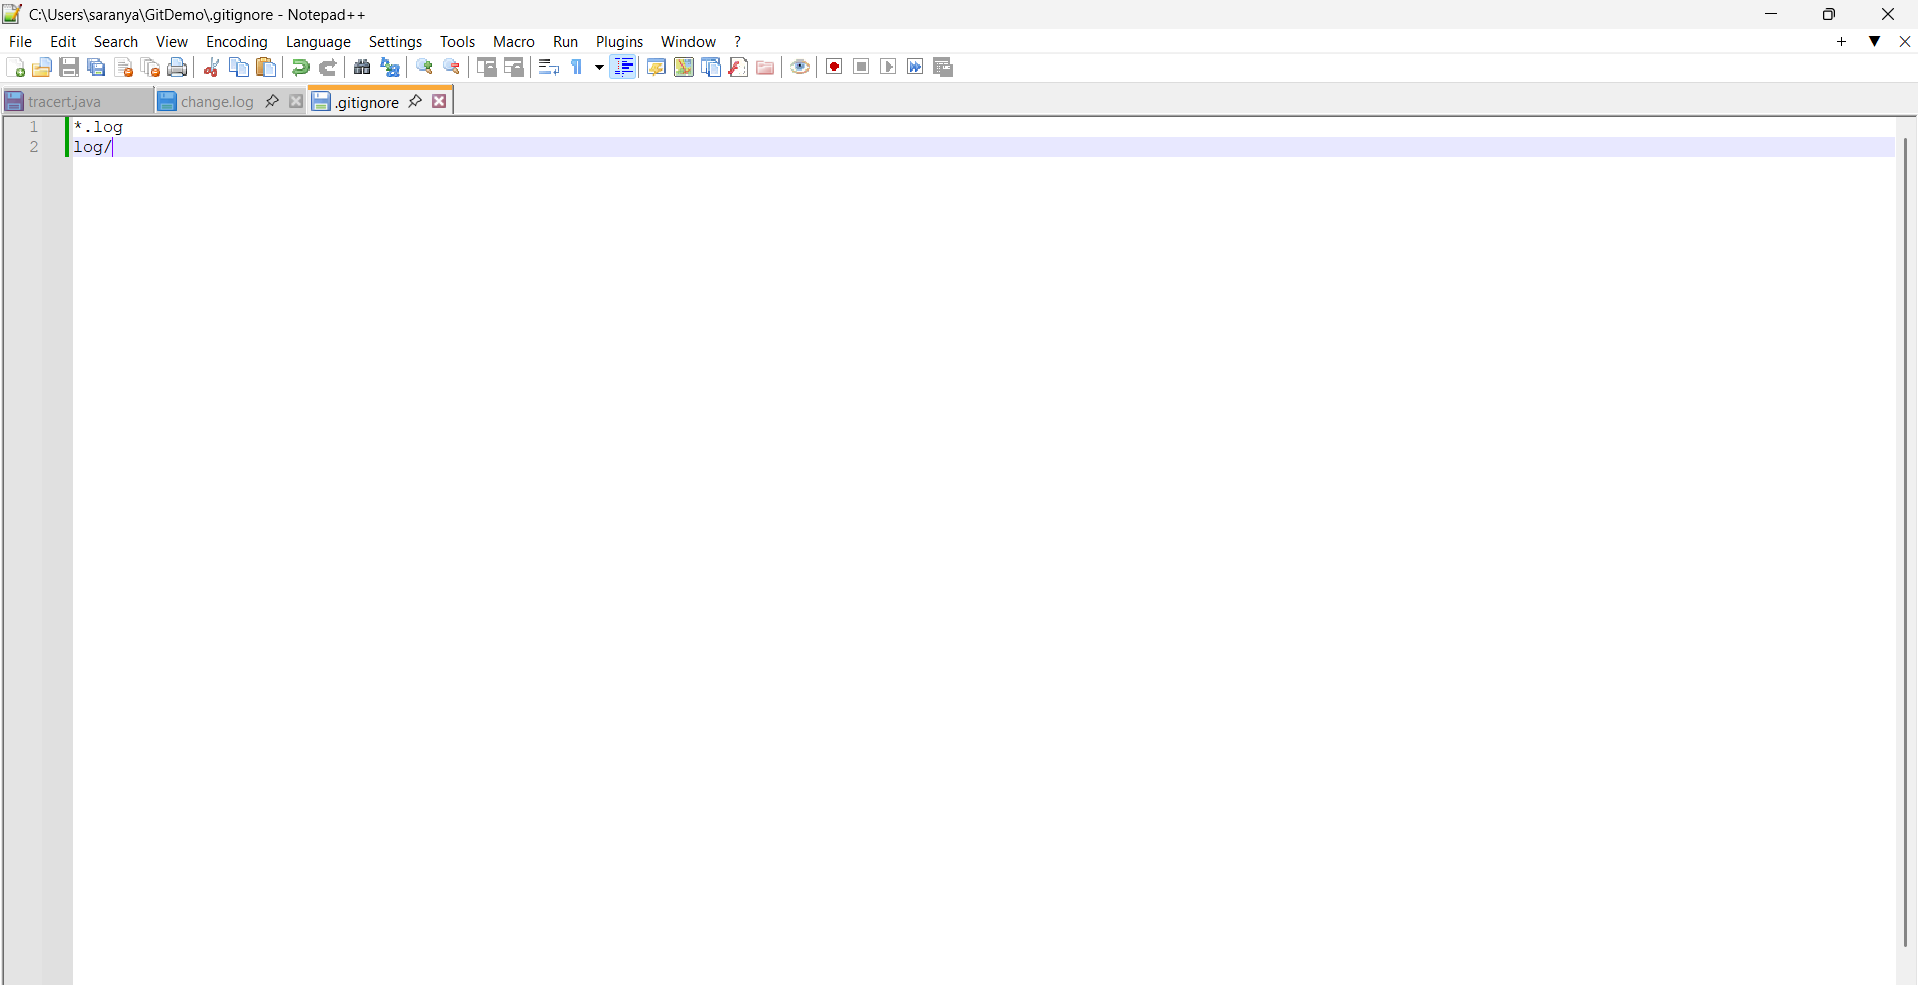 C:\Users\saranya\GitDemo\.gitignore - Notepad++
File Edit Search View Encoding Language Settings Tools Macro Run Plugins Window ?
tracert.java change.log .gitignore
1 *.log
2 log/